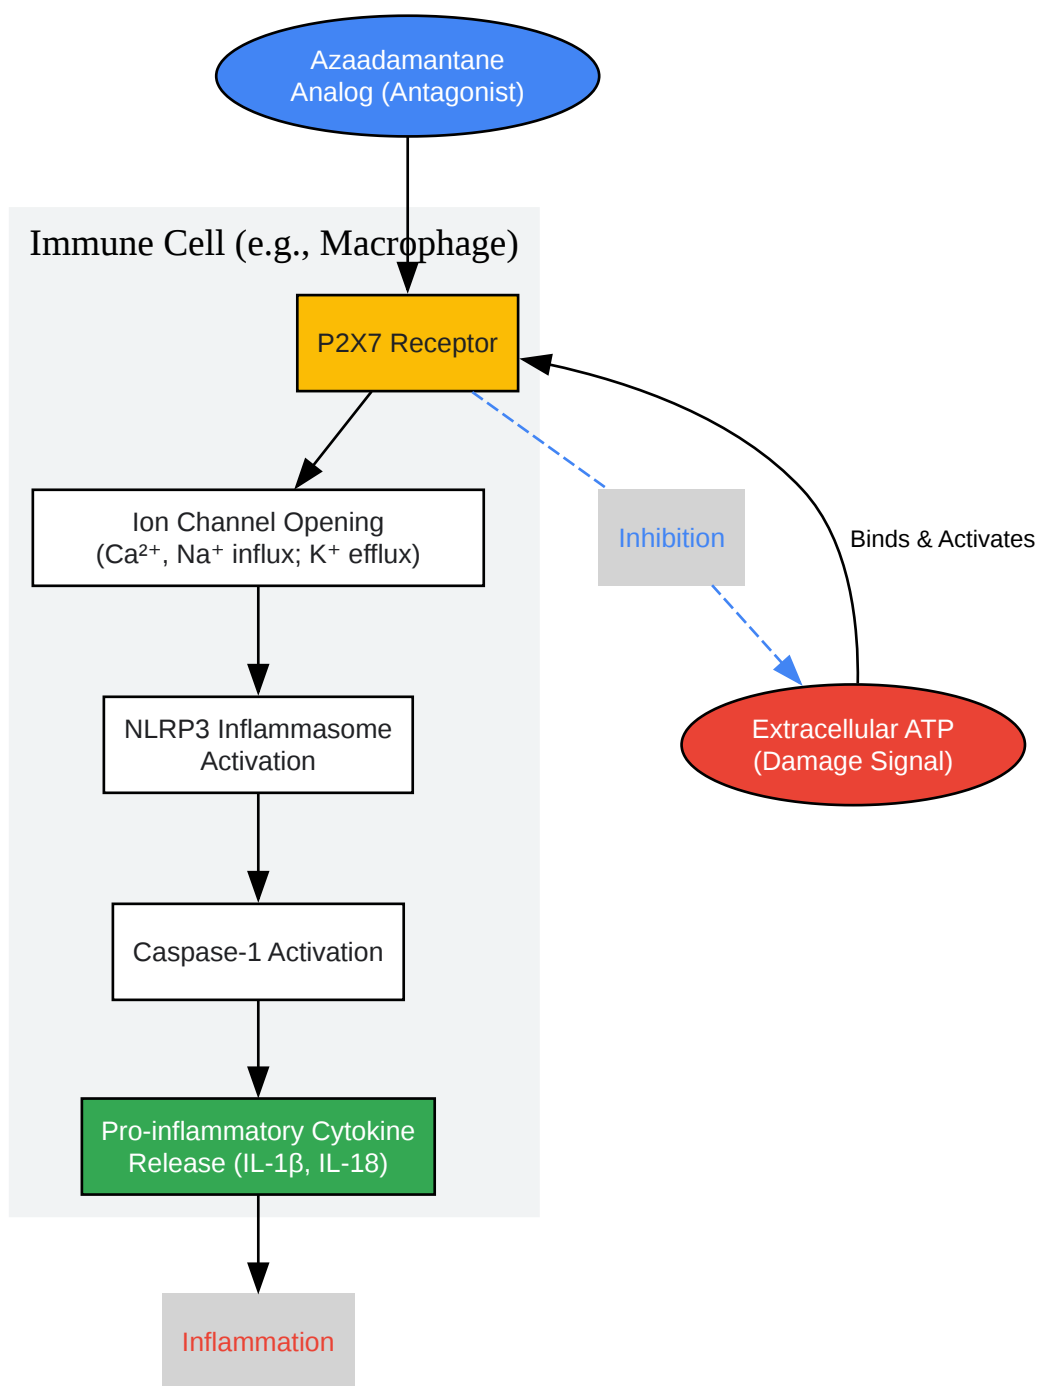 Azaadamantane
Analog (Antagonist)
Immune Cell (e.g., Macrophage)
P2X7 Receptor
Ion Channel Opening
(Ca²⁺, Na⁺ influx; K⁺ efflux)
Inhibition
Binds & Activates
NLRP3 Inflammasome
Activation
Extracellular ATP
(Damage Signal)
Caspase-1 Activation
Pro-inflammatory Cytokine
Release (IL-1β, IL-18)
Inflammation